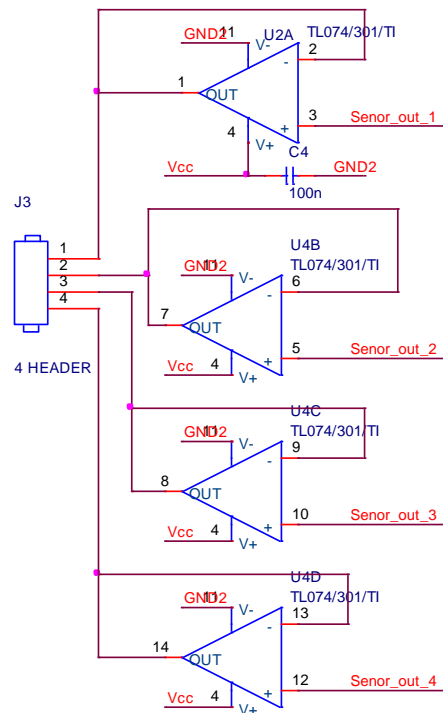 GND2
11
V-
U2A
TL074/301/TI
2
-
1
OUT
3
+
Senor_out_1
4
V+
C4
Vcc
GND2
100n
J3
1
2
3
4
4 HEADER
GND2
11
V-
U4B
TL074/301/TI
6
-
7
OUT
5
+
Senor_out_2
Vcc
4
V+
GND2
11
V-
U4C
TL074/301/TI
9
-
8
OUT
10
+
Senor_out_3
Vcc
4
V+
GND2
11
V-
U4D
TL074/301/TI
13
-
14
OUT
12
+
Senor_out_4
Vcc
4
V+